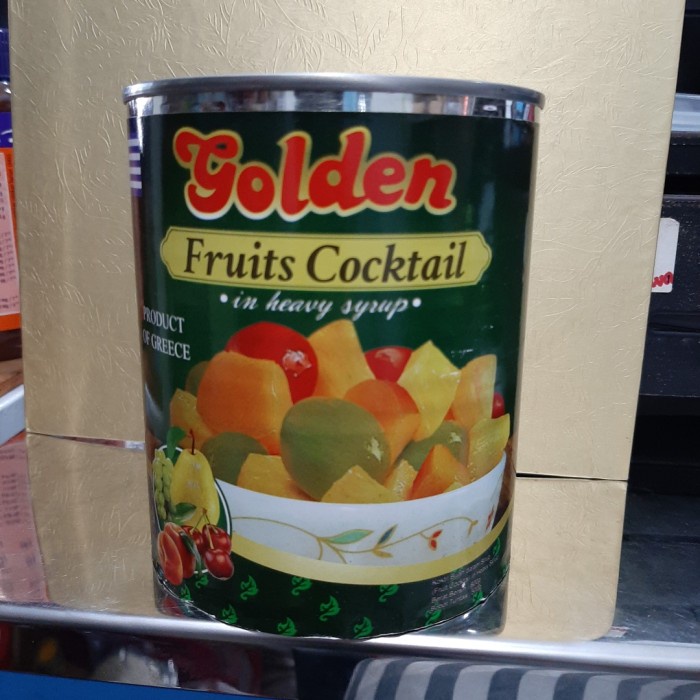 Golden
Fruits Cocktail
• in heavy syrup •
PRODUCT
OF GREECE